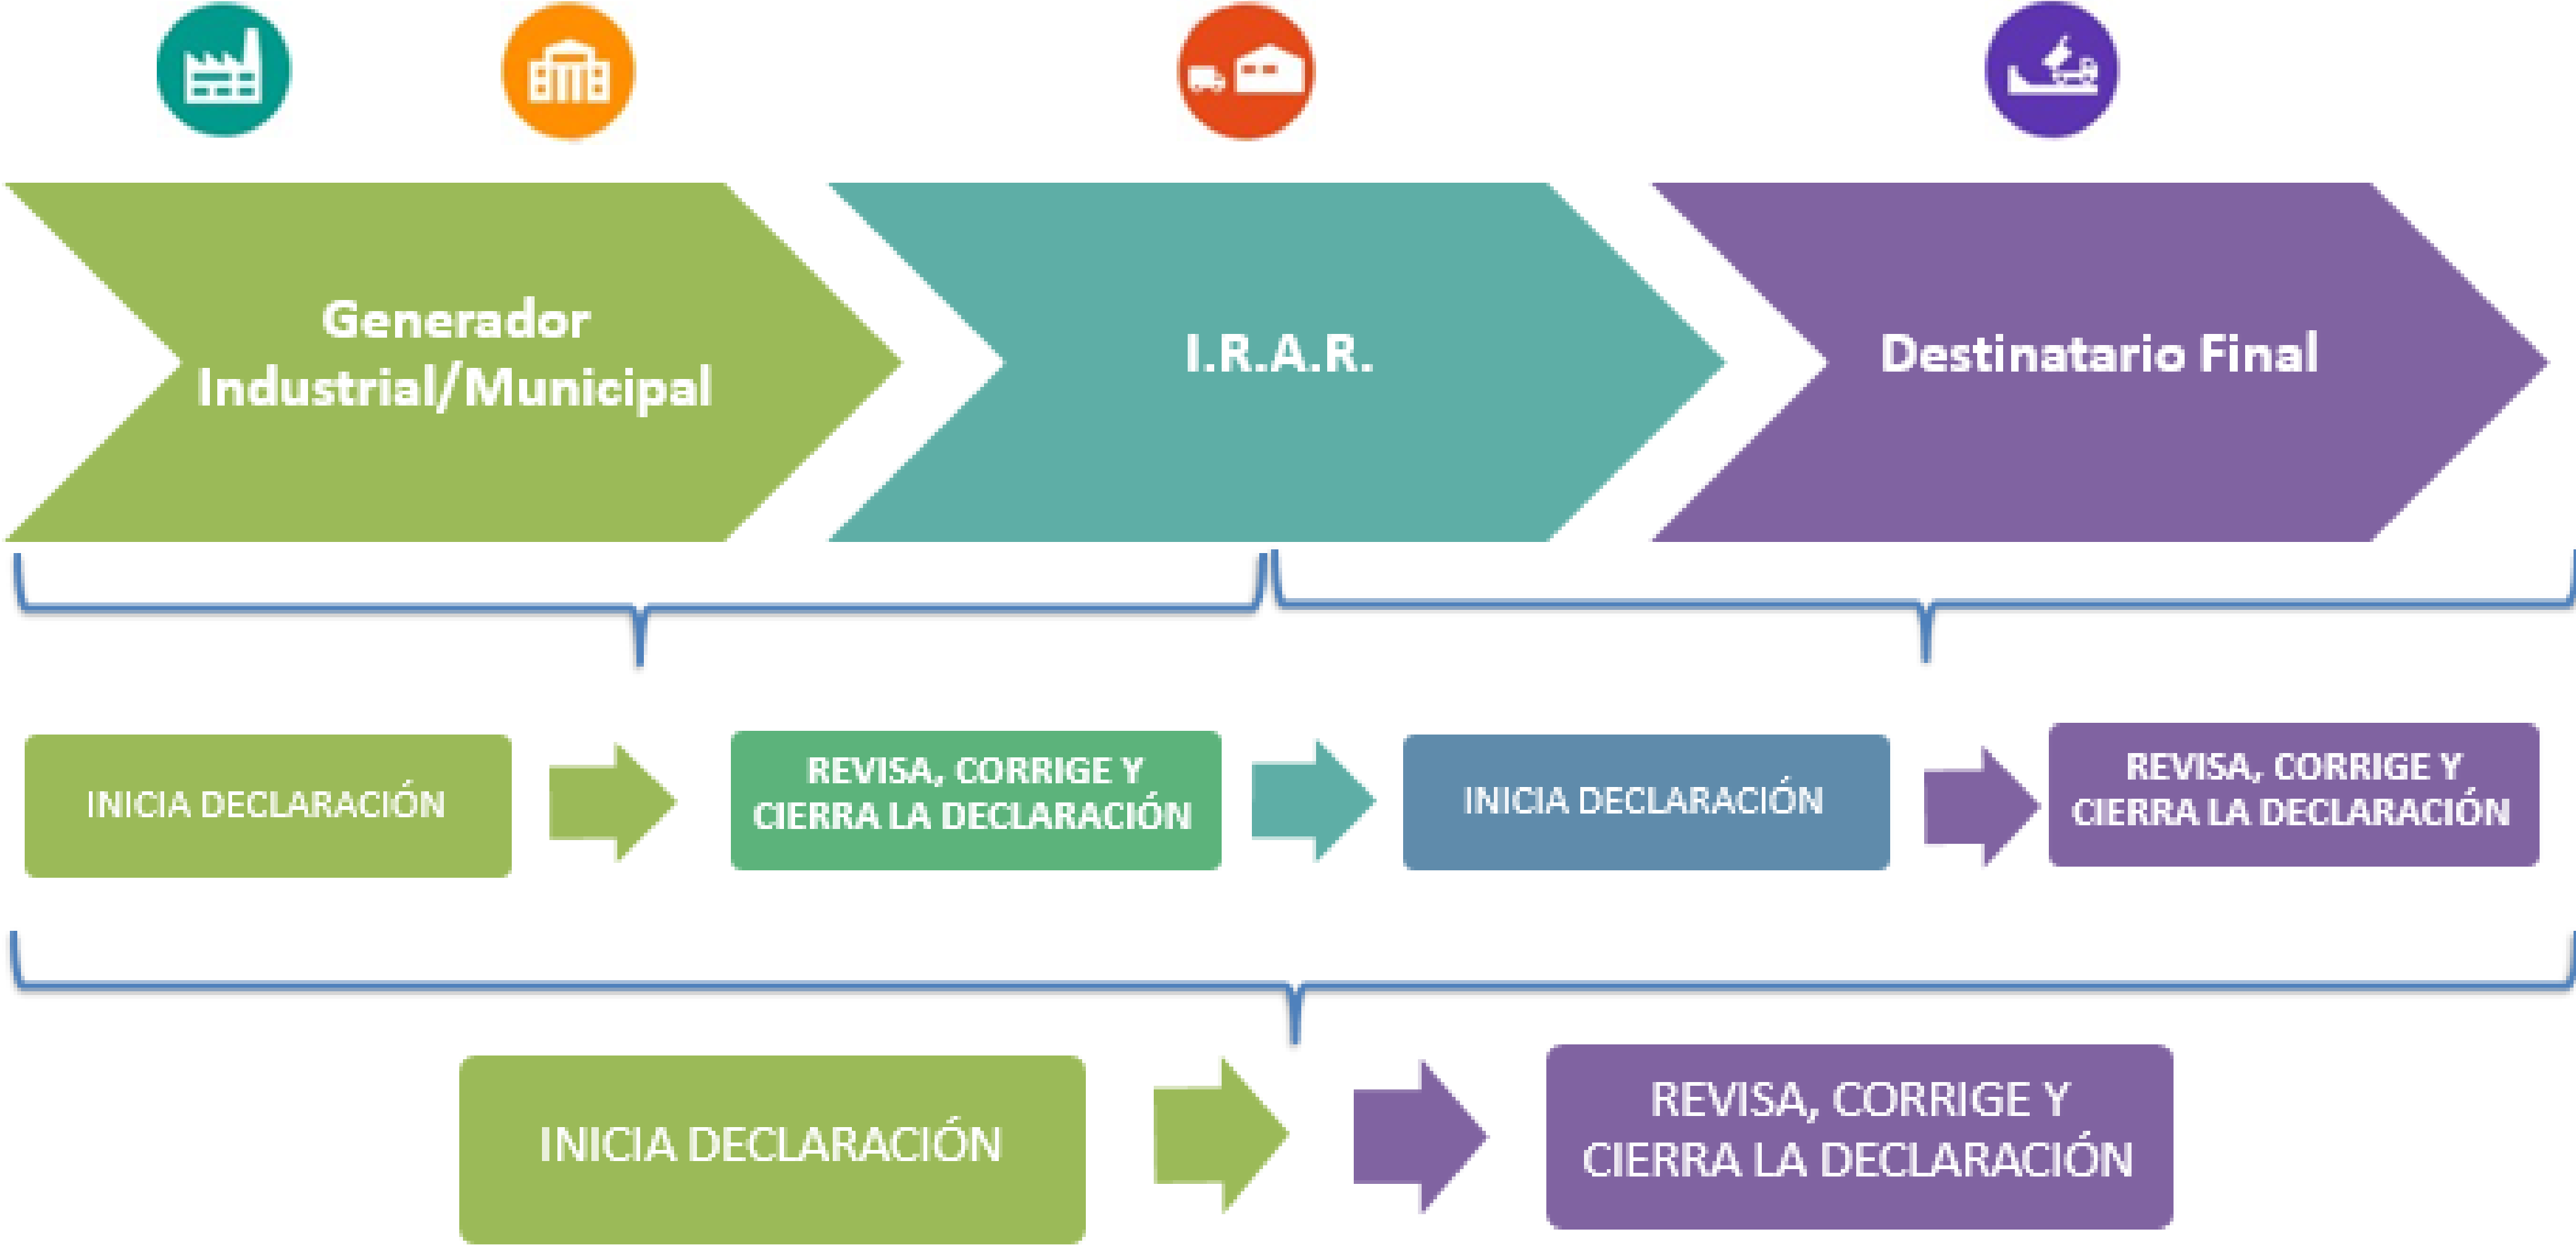 Generador
Industrial/Municipal
I.R.A.R.
Destinatario Final
INICIA DECLARACIÓN
REVISA, CORRIGE Y
CIERRA LA DECLARACIÓN
INICIA DECLARACIÓN
REVISA, CORRIGE Y
CIERRA LA DECLARACIÓN
INICIA DECLARACIÓN
REVISA, CORRIGE Y
CIERRA LA DECLARACIÓN